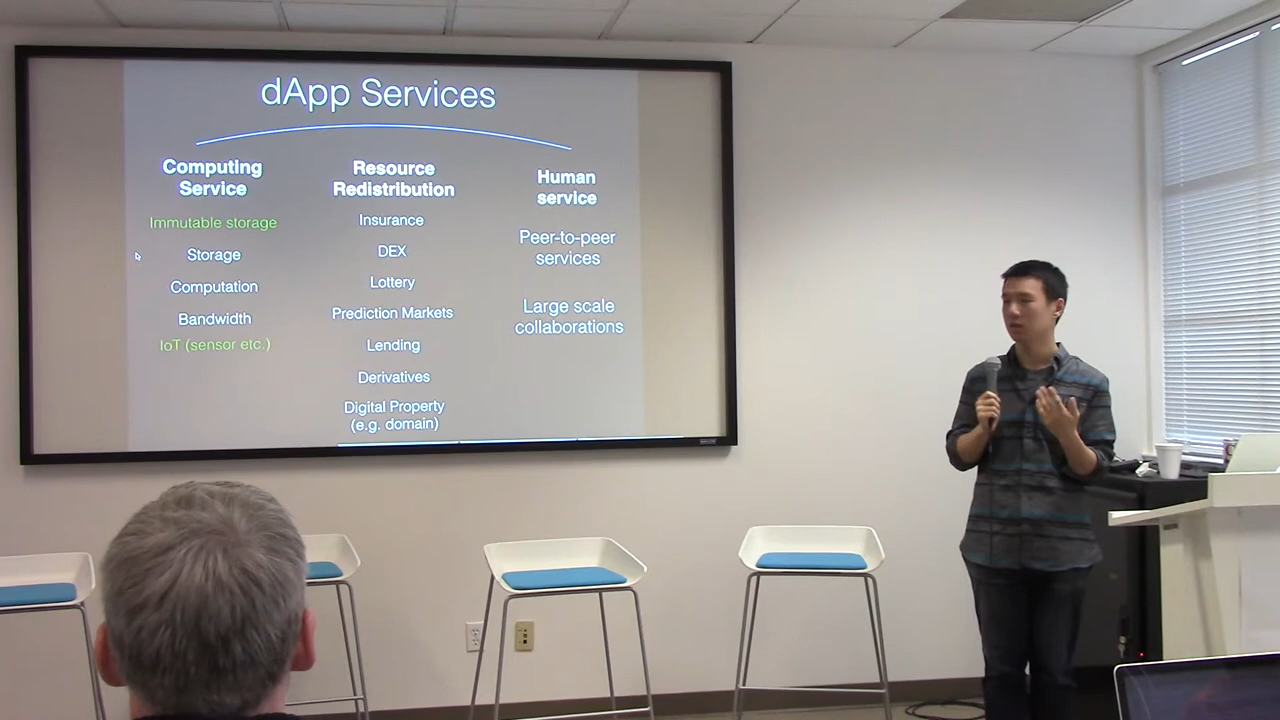 dApp Services
Computing
Service
Immutable storage
Storage
Computation
Bandwidth
IoT (sensor etc.)
Resource
Redistribution
Insurance
DEX
Lottery
Prediction Markets
Lending
Derivatives
Digital Property
(e.g. domain)
Human
service
Peer-to-peer
services
Large scale
collaborations